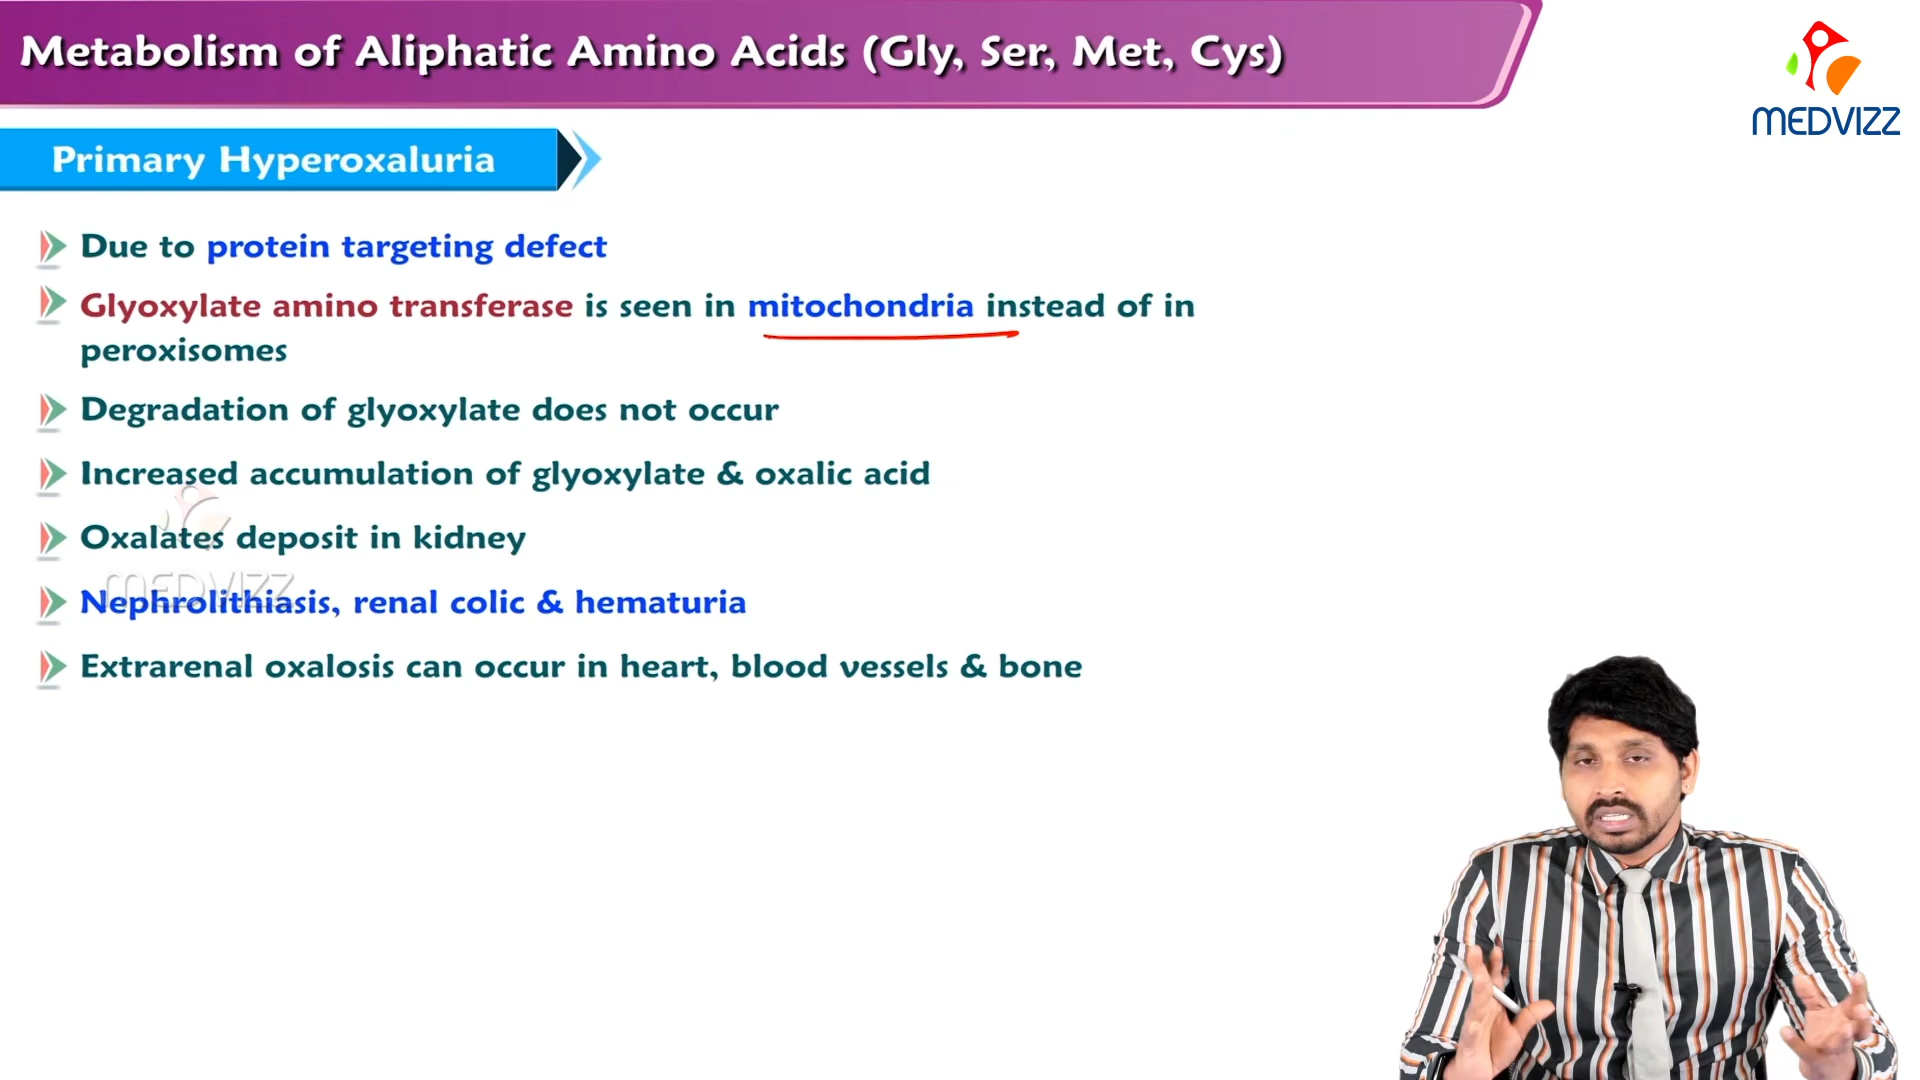 Metabolism of Aliphatic Amino Acids (Gly, Ser, Met, Cys)
MEDVIZZ
Primary Hyperoxaluria
Due to protein targeting defect
Glyoxylate amino transferase is seen in mitochondria instead of in
peroxisomes
Degradation of glyoxylate does not occur
Increased accumulation of glyoxylate & oxalic acid
Oxalates deposit in kidney
MEDVIZZ
Nephrolithiasis, renal colic & hematuria
Extrarenal oxalosis can occur in heart, blood vessels & bone